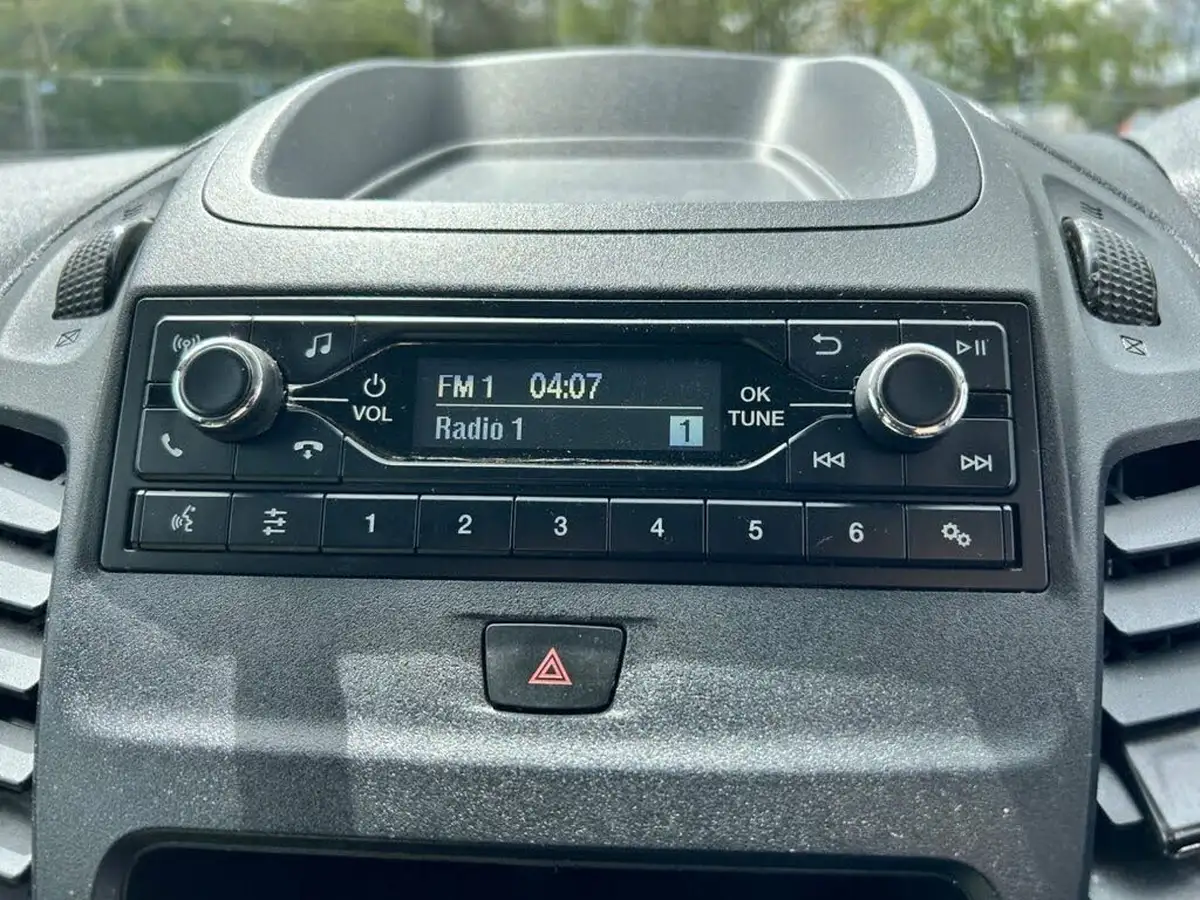 FM 1 04:07
Radio 1 1
VOL
OK
TUNE
1 2 3 4 5 6